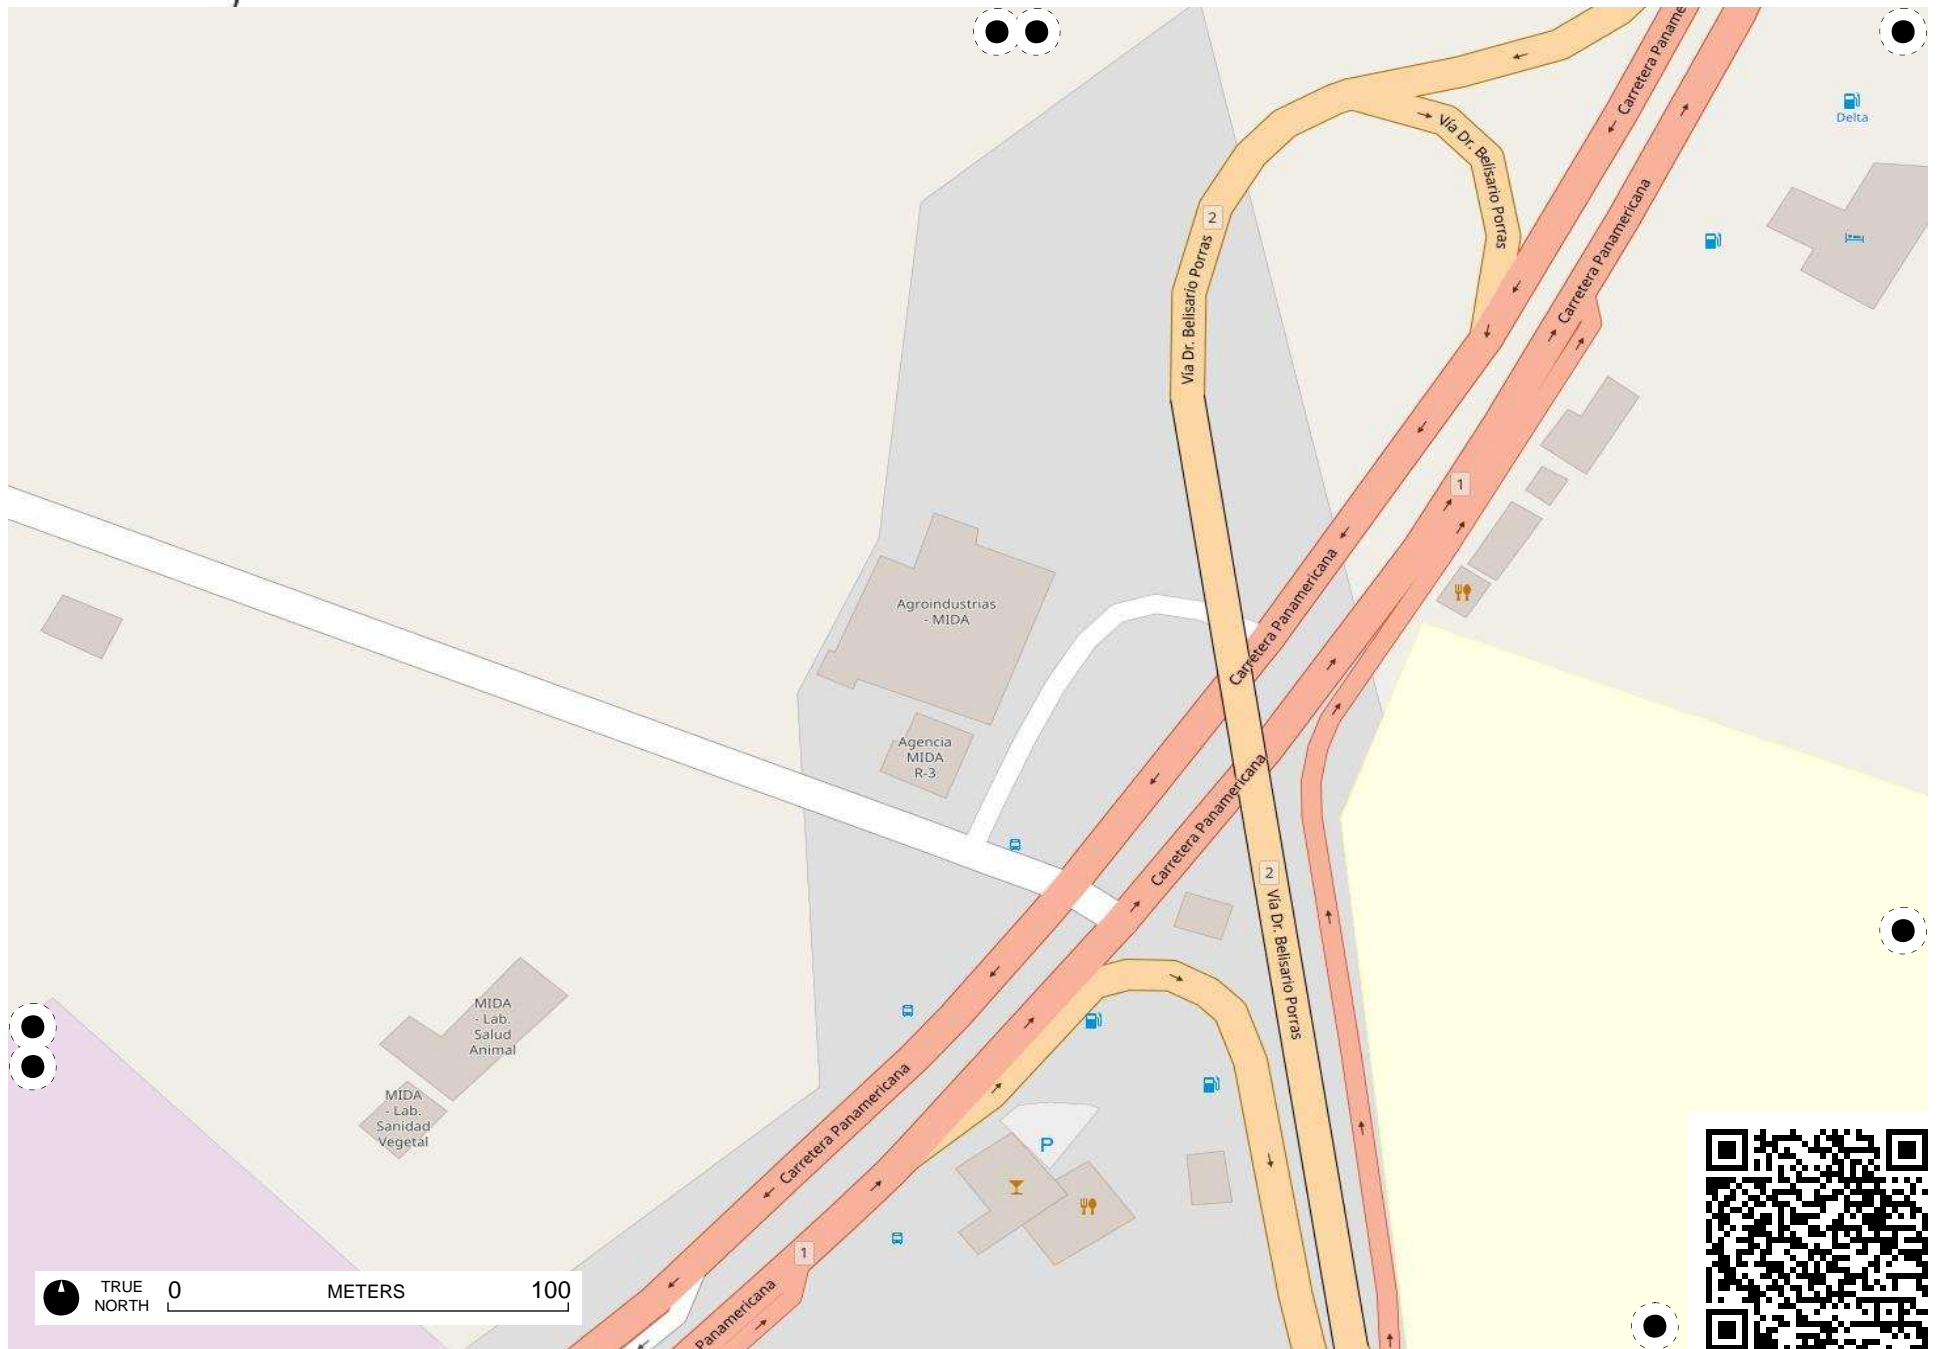 Carretera Paname
Delta
Vía Dr. Belisario Porras
Carretera Panamericana
2
Vía Dr. Belisario Porras
1
Carretera Panamericana
Agroindustrias
- MIDA
Agencia
MIDA
R-3
Carretera Panamericana
2
Vía Dr. Belisario Porras
MIDA
- Lab.
Salud
Animal
MIDA
- Lab.
Sanidad
Vegetal
Carretera Panamericana
P
1
Panamericana
TRUE
NORTH
0 METERS 100